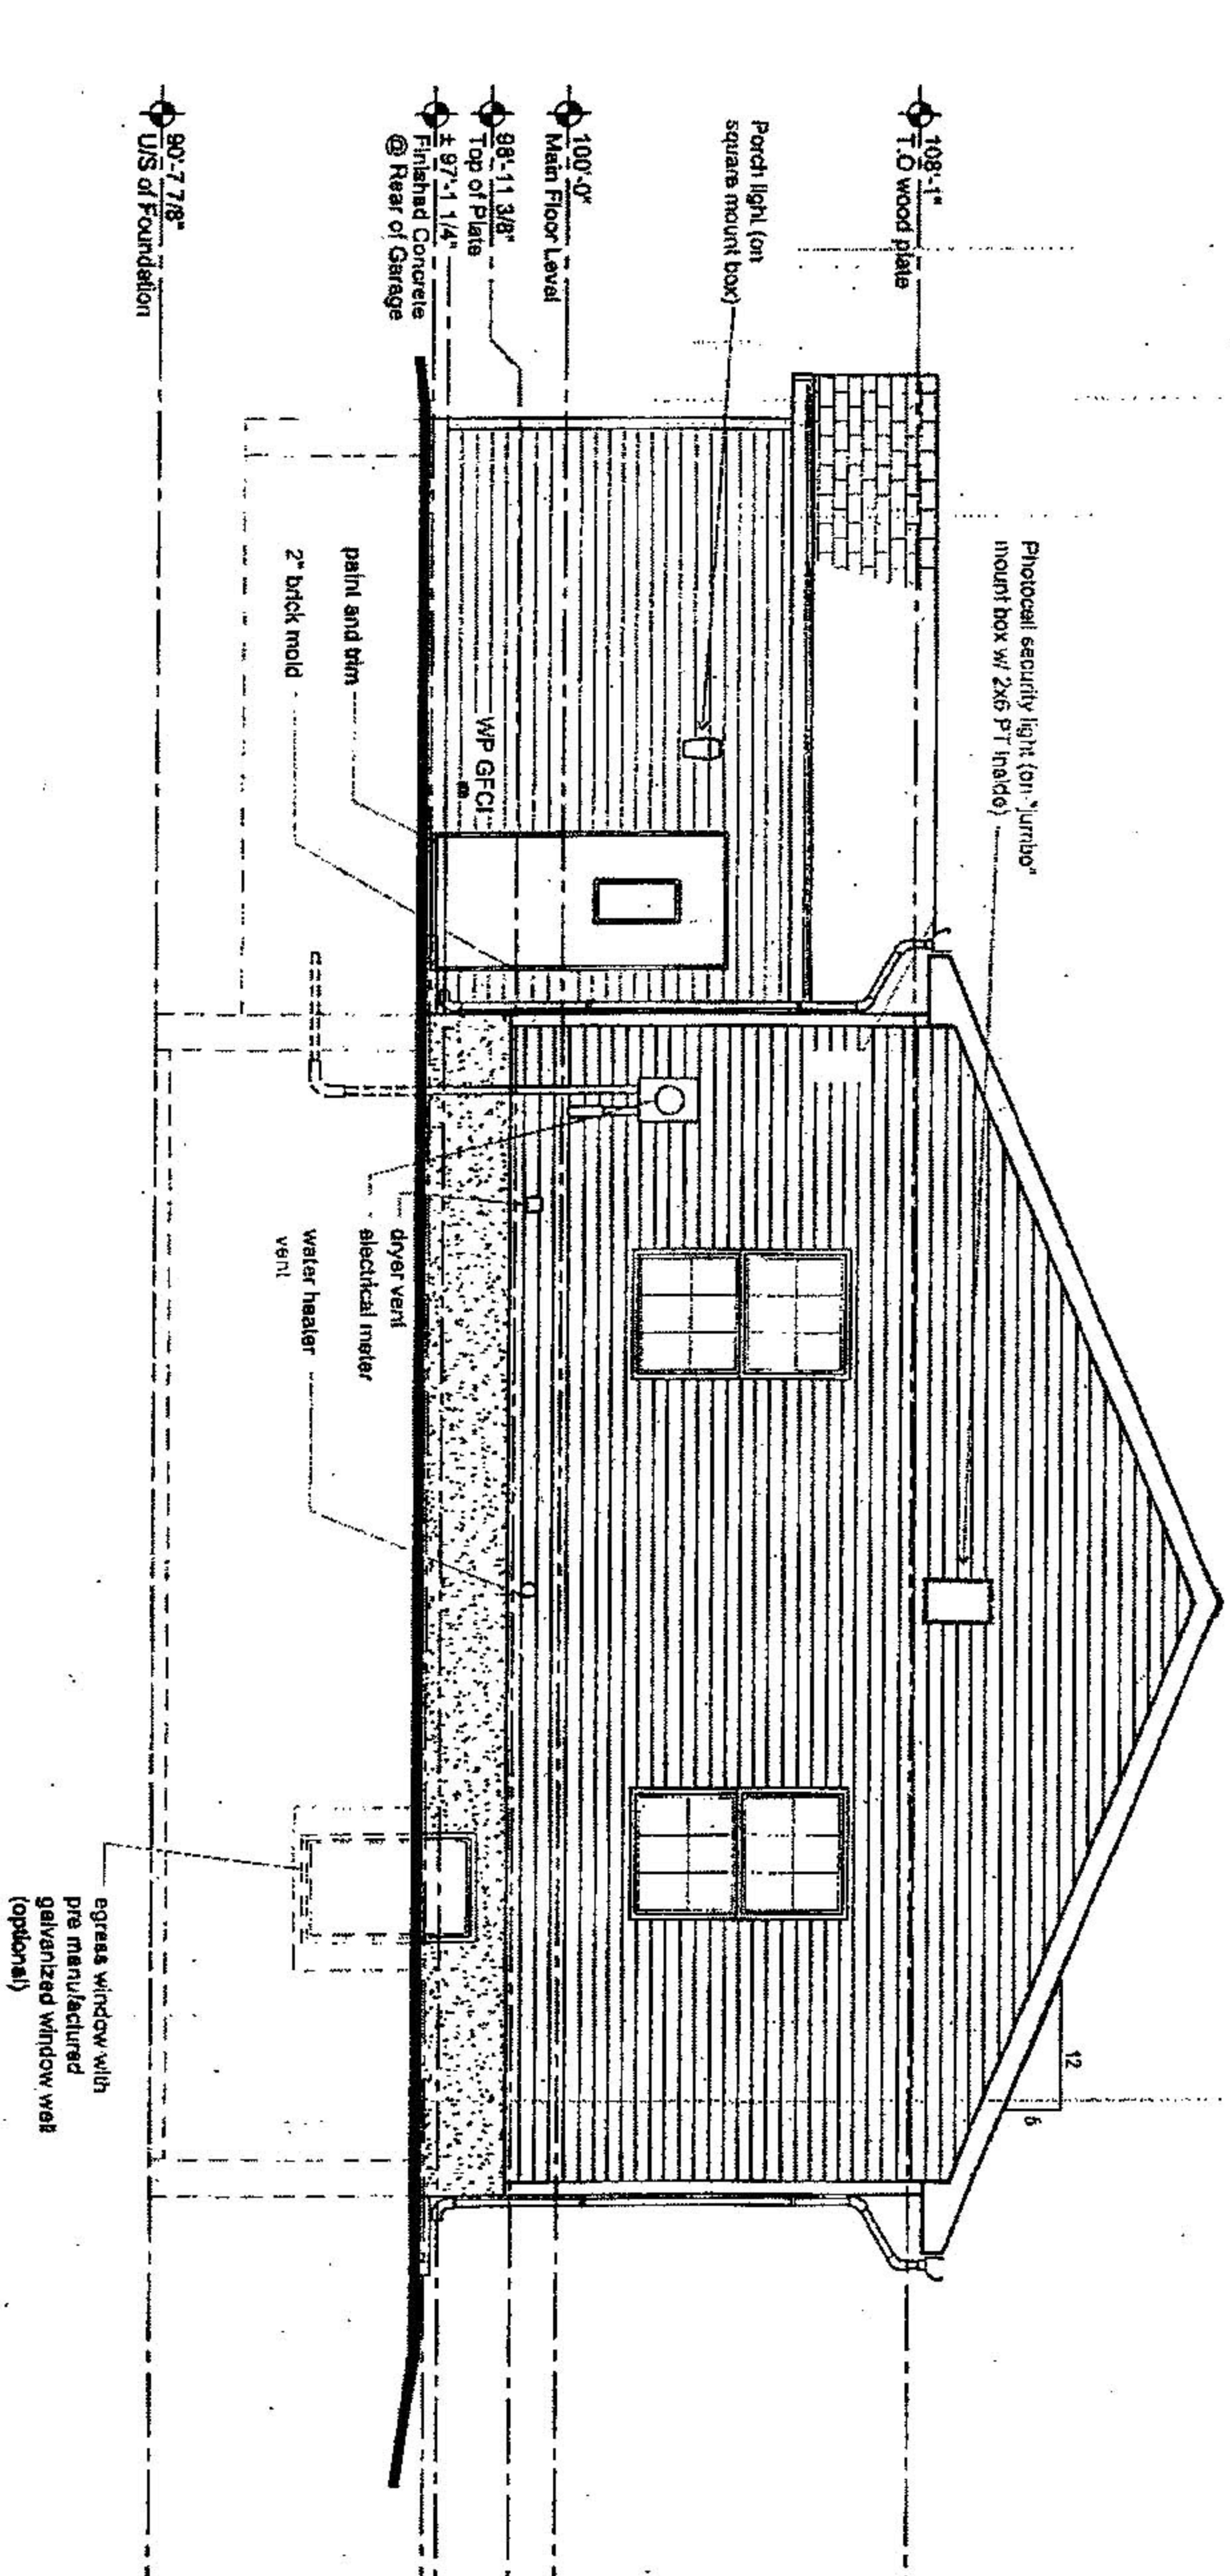 108'-1"
T.O wood plate
Porch light (on
square mount box)
100'-0"
Main Floor Level
98'-11 3/8"
Top of Plate
± 97'-1 1/4"
Finished Concrete
@ Rear of Garage
90'-7 7/8"
U/S of Foundation
Photocell security light (on "jumbo"
mount box w/ 2x6 PT inside)
WP GFCI
paint and trim
2" brick mold
dryer vent
electrical meter
water heater
vent
12
6
egress window with
pre manufactured
galvanized window well
(optional)